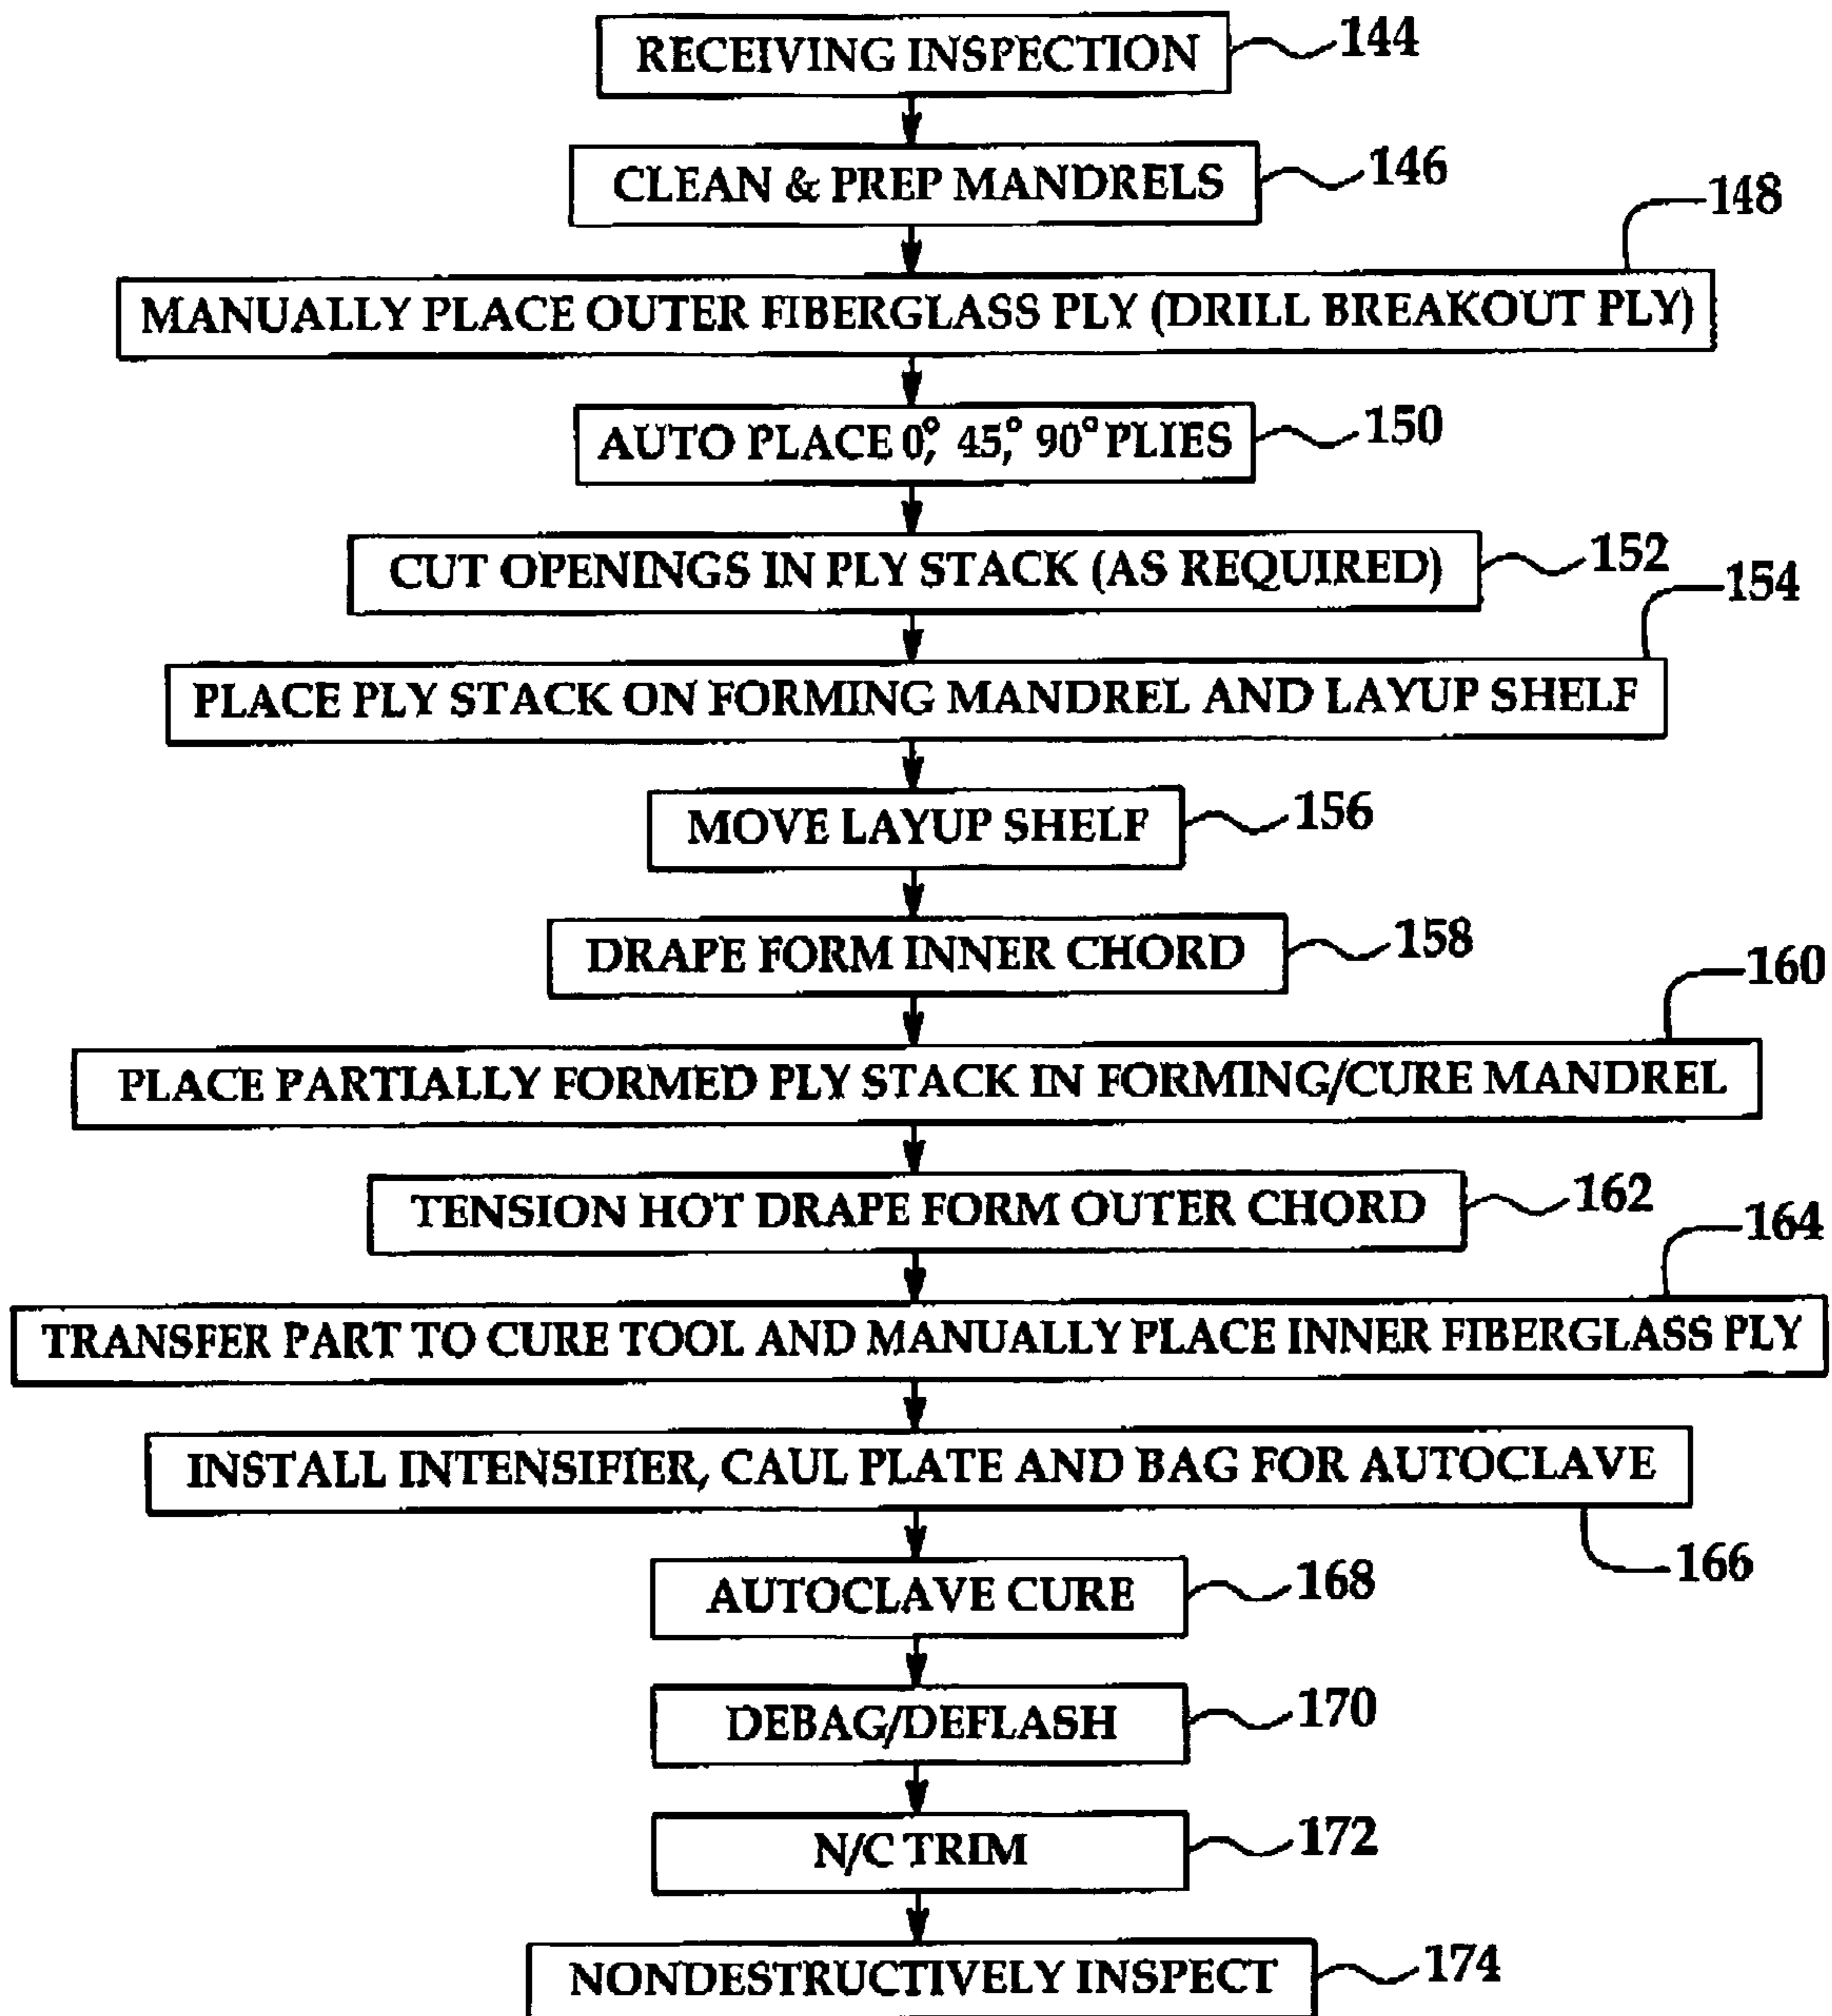 RECEIVING INSPECTION 144
CLEAN & PREP MANDRELS 146
148
MANUALLY PLACE OUTER FIBERGLASS PLY (DRILL BREAKOUT PLY)
AUTO PLACE 0°, 45°, 90° PLIES 150
CUT OPENINGS IN PLY STACK (AS REQUIRED) 152
154
PLACE PLY STACK ON FORMING MANDREL AND LAYUP SHELF
MOVE LAYUP SHELF 156
DRAPE FORM INNER CHORD 158
160
PLACE PARTIALLY FORMED PLY STACK IN FORMING/CURE MANDREL
TENSION HOT DRAPE FORM OUTER CHORD 162
164
TRANSFER PART TO CURE TOOL AND MANUALLY PLACE INNER FIBERGLASS PLY
INSTALL INTENSIFIER, CAUL PLATE AND BAG FOR AUTOCLAVE
166
AUTOCLAVE CURE 168
DEBAG/DEFLASH 170
N/C TRIM 172
NONDESTRUCTIVELY INSPECT 174